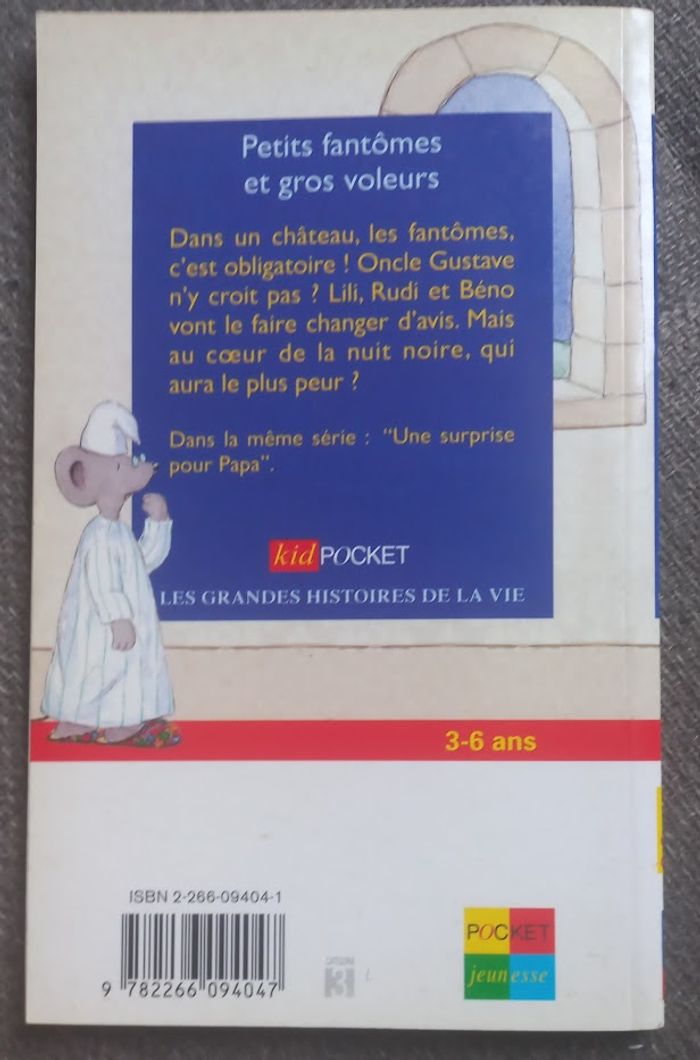 Petits fantômes
et gros voleurs
Dans un château, les fantômes,
c'est obligatoire ! Oncle Gustave
n'y croit pas ? Lili, Rudi et Béno
vont le faire changer d'avis. Mais
au cœur de la nuit noire, qui
aura le plus peur ?
Dans la même série : "Une surprise
pour Papa".
kid POCKET
LES GRANDES HISTOIRES DE LA VIE
3-6 ans
ISBN 2-266-09404-1
9 782266 094047
CATÉGORIE
3
POCKET
jeunesse